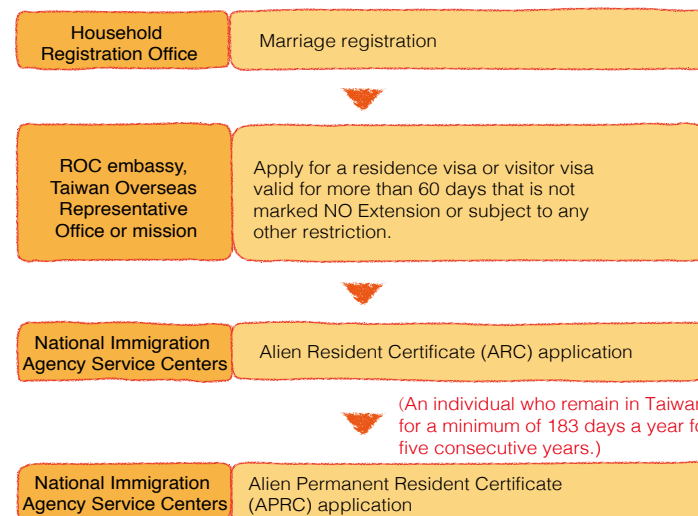 Household
Registration Office
Marriage registration
ROC embassy,
Taiwan Overseas
Representative
Office or mission
Apply for a residence visa or visitor visa
valid for more than 60 days that is not
marked NO Extension or subject to any
other restriction.
National Immigration
Agency Service Centers
Alien Resident Certificate (ARC) application
(An individual who remain in Taiwan
for a minimum of 183 days a year fo
five consecutive years.)
National Immigration
Agency Service Centers
Alien Permanent Resident Certificate
(APRC) application